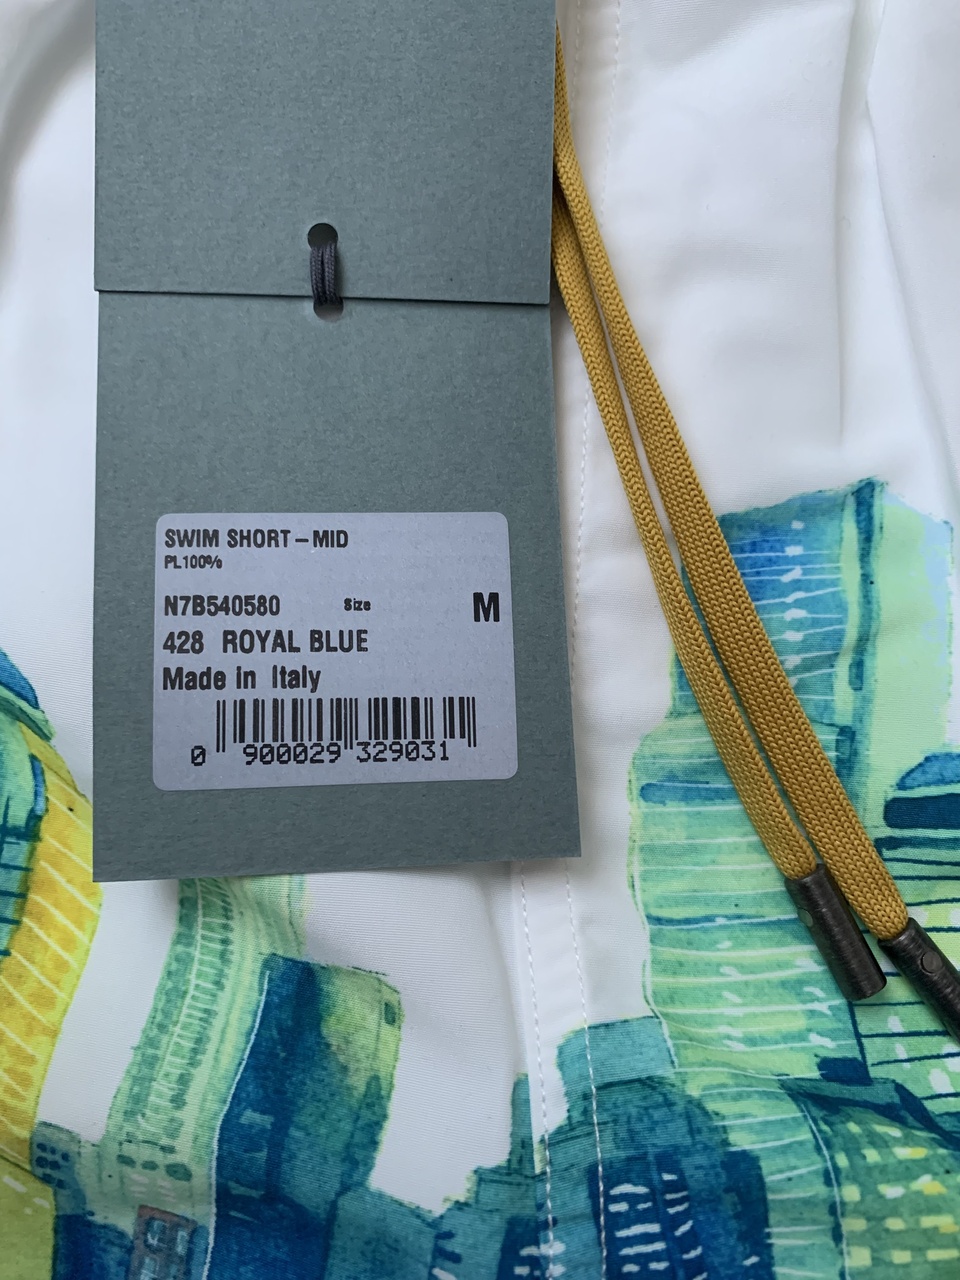 SWIM SHORT – MID
PL100%
N7B540580 Size M
428 ROYAL BLUE
Made in Italy
0 900029 329031